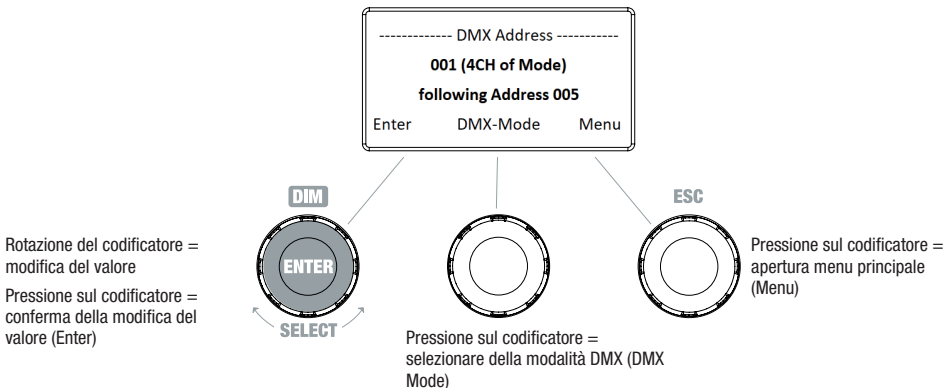 ------------- DMX Address -----------
001 (4CH of Mode)
following Address 005
Enter DMX-Mode Menu
DIM
ESC
Rotazione del codificatore =
modifica del valore
Pressione sul codificatore =
conferma della modifica del
valore (Enter)
ENTER
SELECT
Pressione sul codificatore =
selezionare della modalità DMX (DMX
Mode)
Pressione sul codificatore =
apertura menu principale
(Menu)